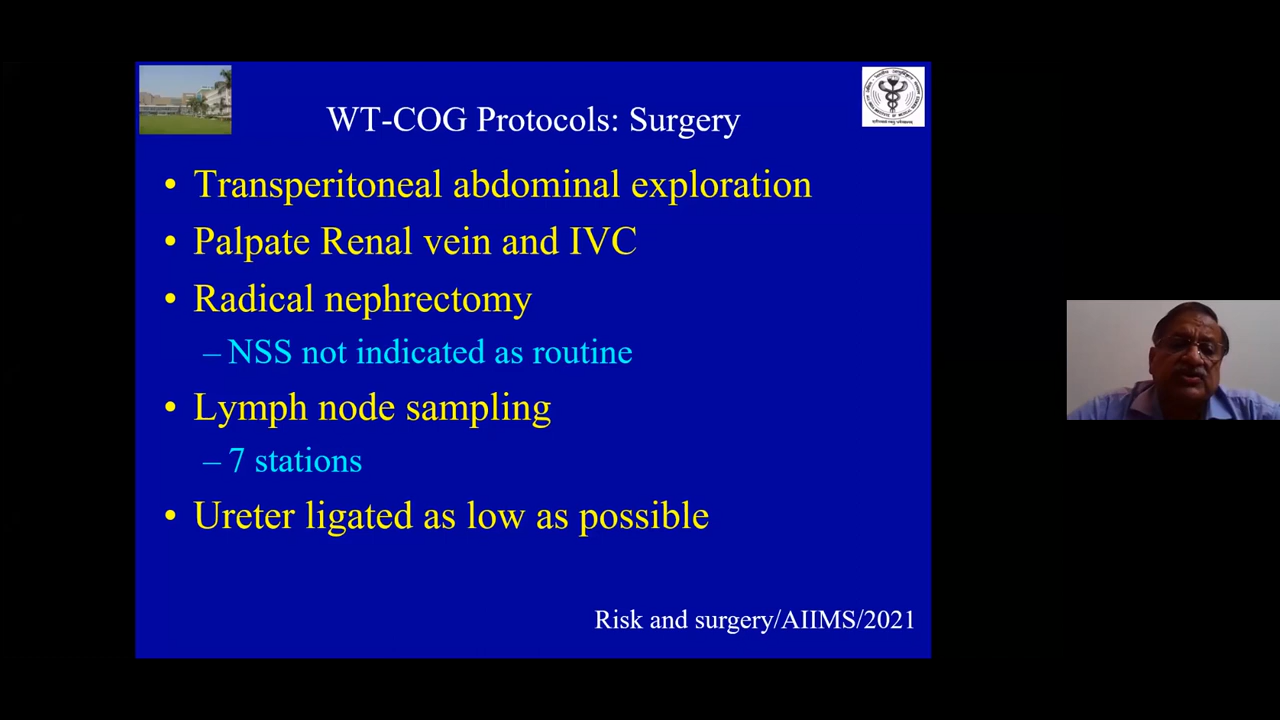 WT-COG Protocols: Surgery
• Transperitoneal abdominal exploration
• Palpate Renal vein and IVC
• Radical nephrectomy
– NSS not indicated as routine
• Lymph node sampling
– 7 stations
• Ureter ligated as low as possible
Risk and surgery/AIIMS/2021